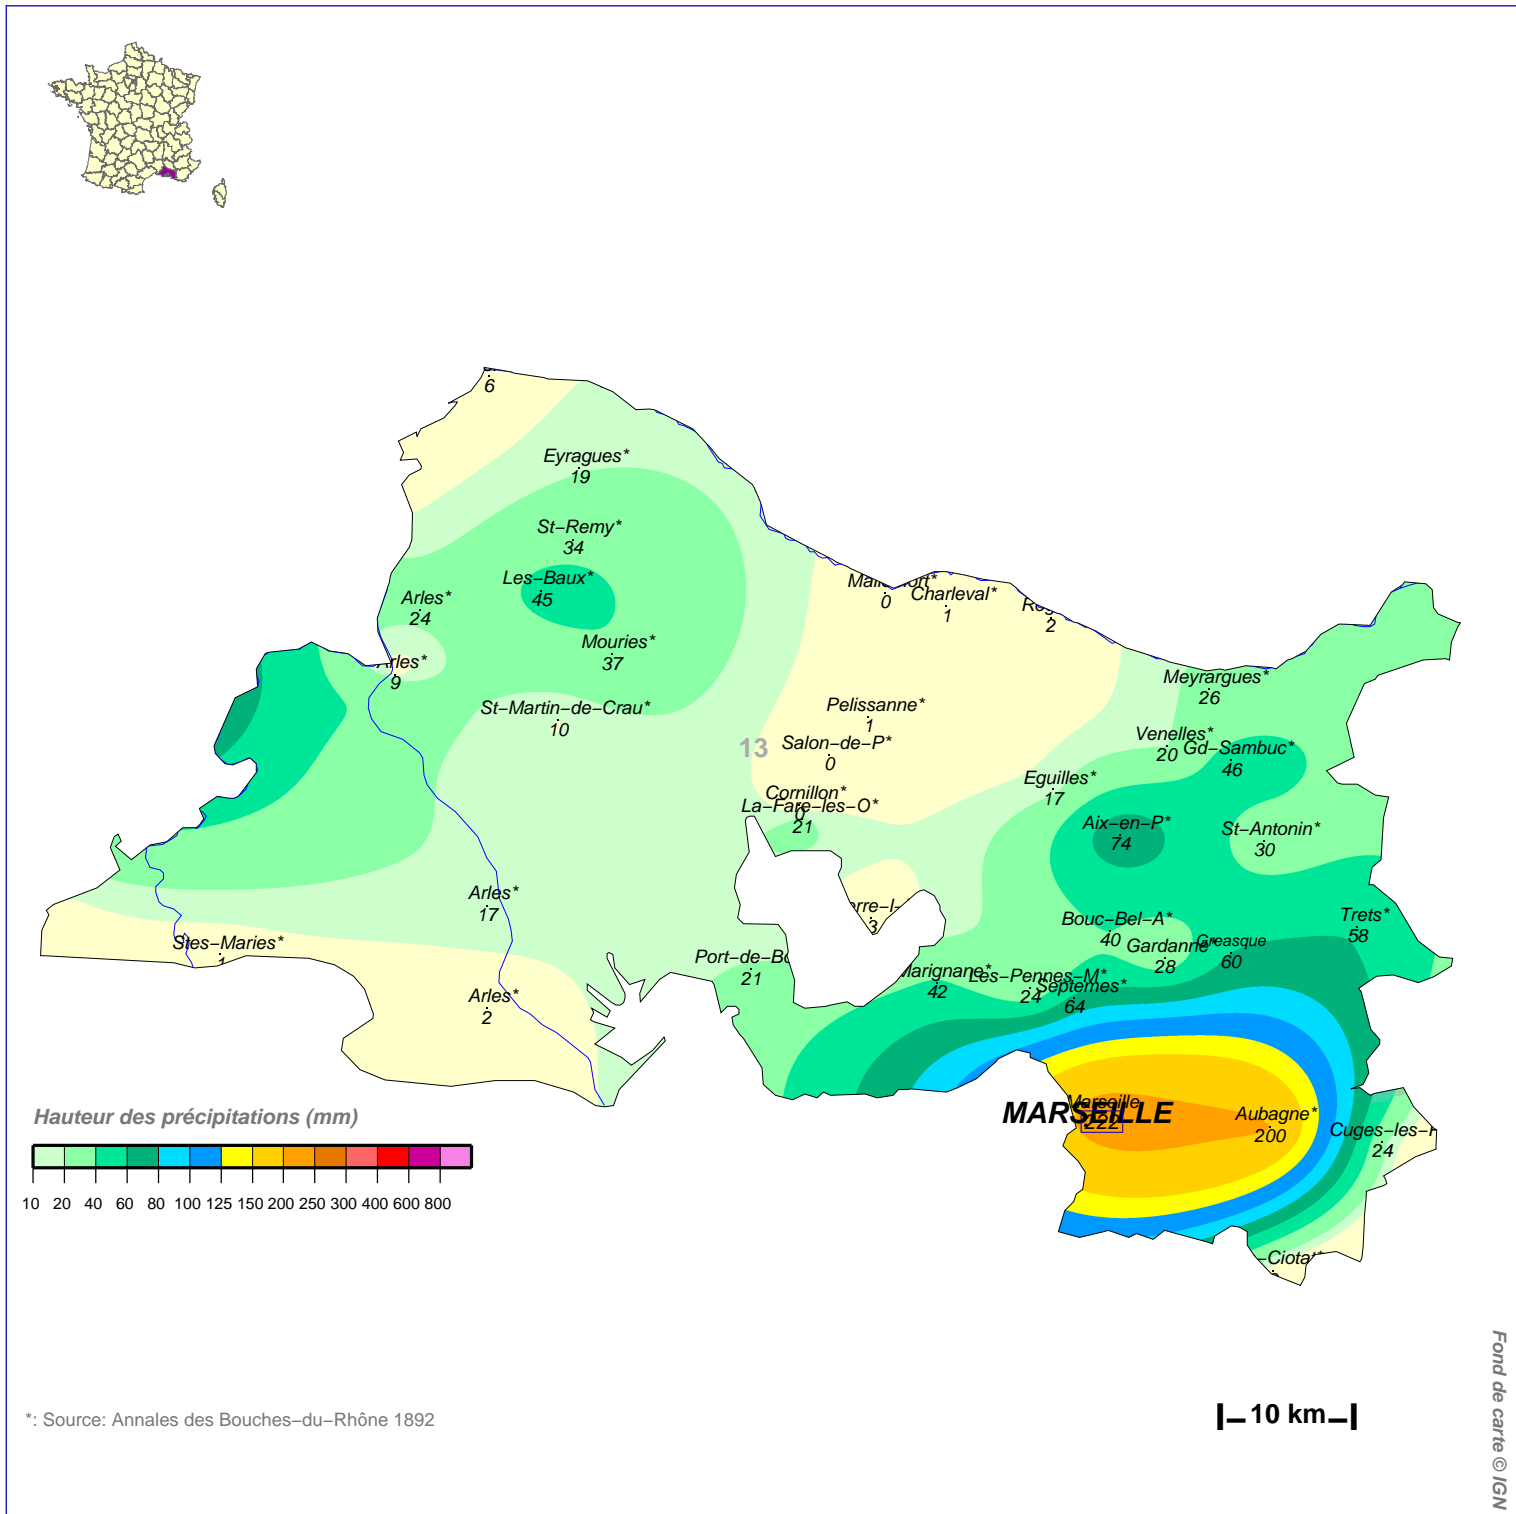 6
Eyragues*
19
St–Remy*
34
Les–Baux*
45
Arles*
24
0
Charleval*
1
2
Mouries*
37
Arles*
9
Meyrargues*
26
St–Martin–de–Crau*
10
Pelissanne*
1
13
Salon–de–P*
0
Venelles*
20
Gd–Sambuc*
46
Eguilles*
17
Cornillon*
0
La–Fare–les–O*
21
Aix–en–P*
74
St–Antonin*
30
Arles*
17
3
Bouc–Bel–A*
40
Trets*
58
Stes–Maries*
1
Gardanne*
28
Greasque
60
Port–de–Bo
21
Marignane*
42
Les–Pennes–M*
24
Septemes*
64
Arles*
2
Marseille
222
MARSEILLE
Aubagne*
200
Cuges–les–P
24
–Ciotat*
Hauteur des précipitations (mm)
10 20 40 60 80 100 125 150 200 250 300 400 600 800
*: Source: Annales des Bouches–du–Rhône 1892
10 km
Fond de carte © IGN